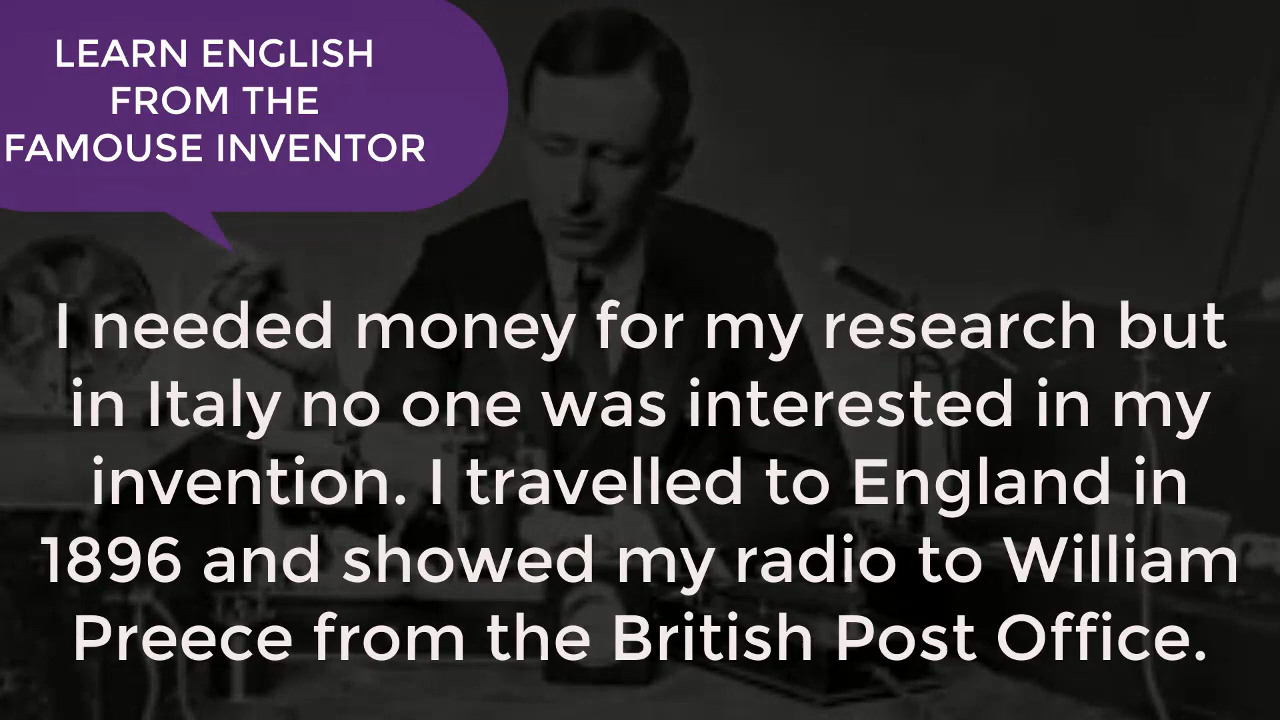 LEARN ENGLISH
FROM THE
FAMOUSE INVENTOR
I needed money for my research but
in Italy no one was interested in my
invention. I travelled to England in
1896 and showed my radio to William
Preece from the British Post Office.